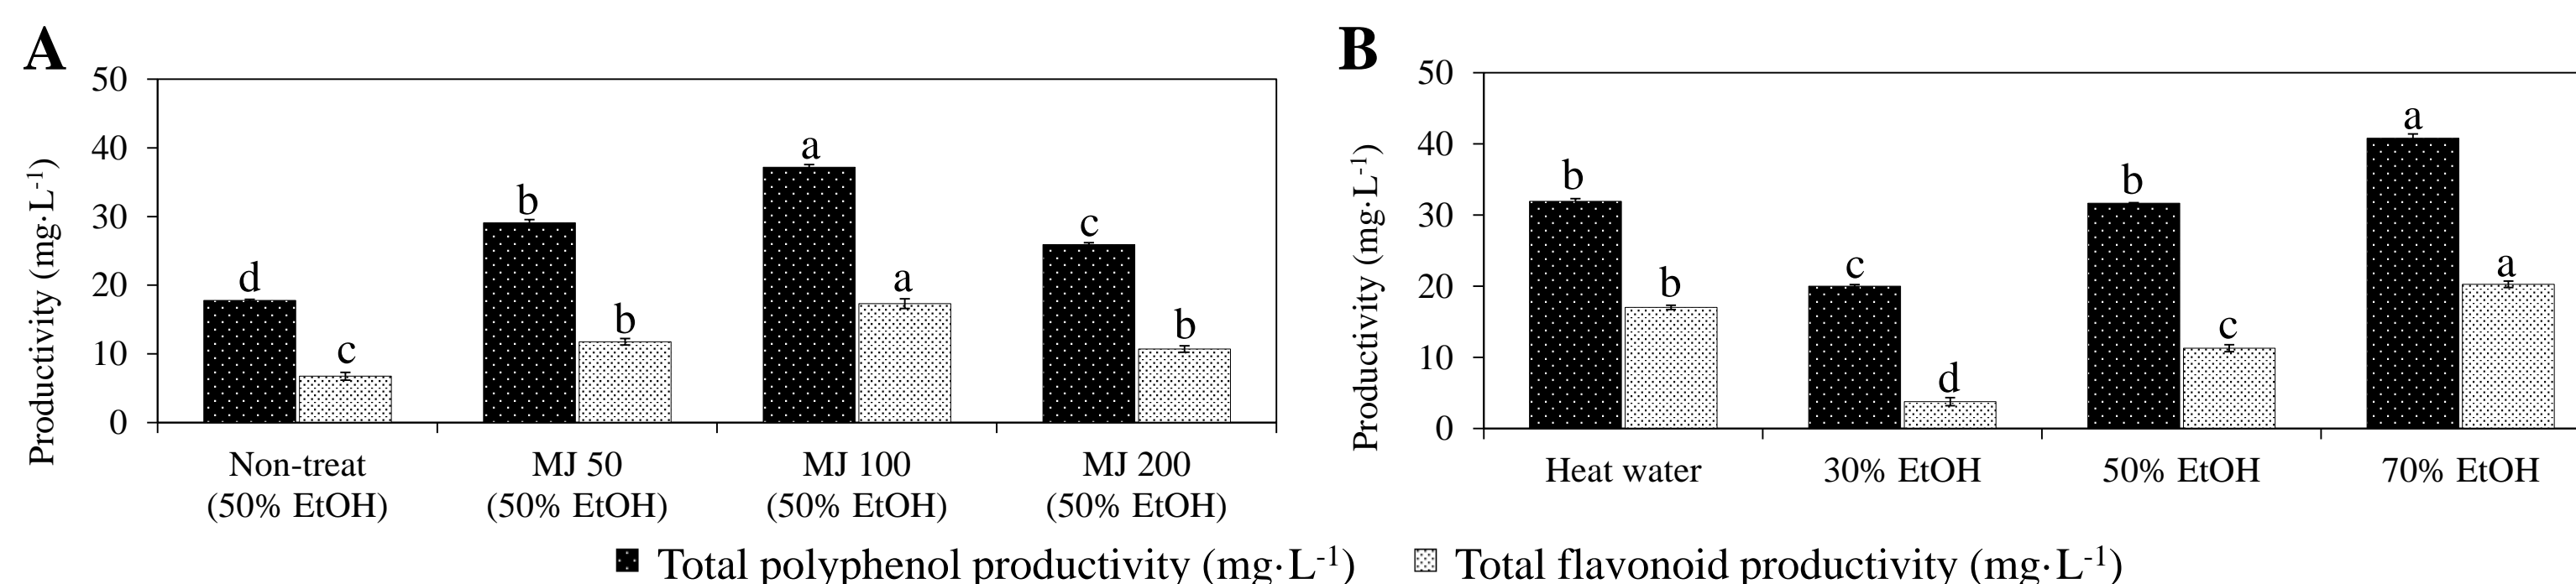 A
B
50
40
30
20
10
0
Productivity (mg·L-1)
d
c
b
b
a
a
c
b
Non-treat
(50% EtOH)
MJ 50
(50% EtOH)
MJ 100
(50% EtOH)
MJ 200
(50% EtOH)
50
40
30
20
10
0
Productivity (mg·L-1)
b
b
c
d
b
c
a
a
Heat water
30% EtOH
50% EtOH
70% EtOH
Total polyphenol productivity (mg·L-1)
Total flavonoid productivity (mg·L-1)